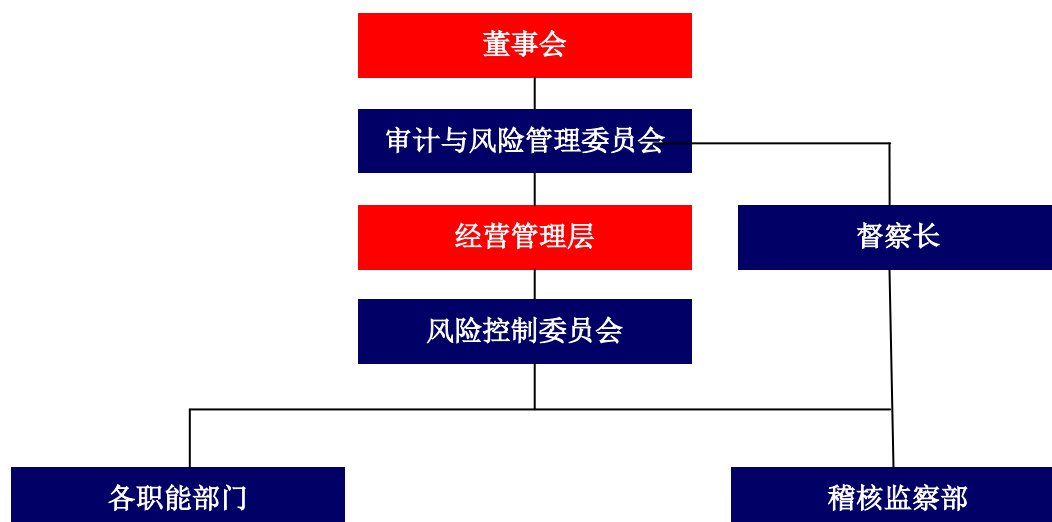 董事会
审计与风险管理委员会
经营管理层
督察长
风险控制委员会
各职能部门
稽核监察部